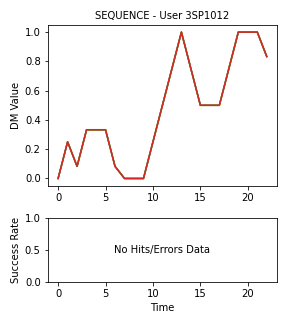 SEQUENCE - User 3SP1012
1.0
0.8
0.6
0.4
0.2
0.0
DM Value
0 5 10 15 20
1.0
0.5
0.0
Success Rate
No Hits/Errors Data
0 5 10 15 20
Time